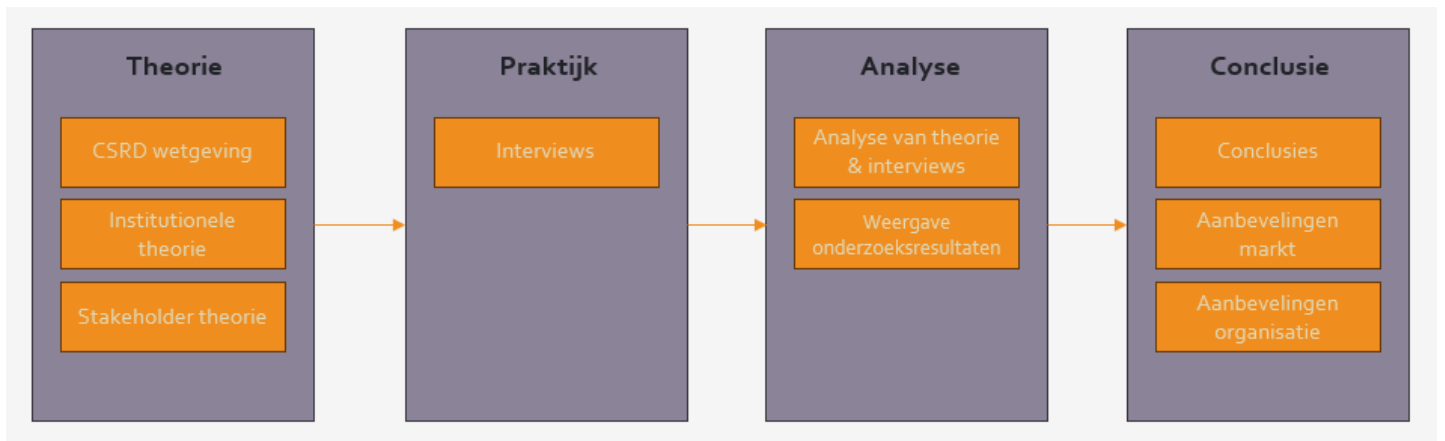 Theorie
CSRD wetgeving
Institutionele
theorie
Stakeholder theorie
Praktijk
Interviews
Analyse
Analyse van theorie
& interviews
Weergave
onderzoeksresultaten
Conclusie
Conclusies
Aanbevelingen
markt
Aanbevelingen
organisatie